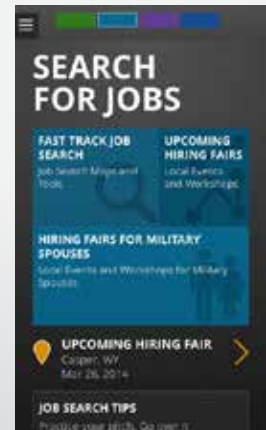 SEARCH
FOR JOBS
FAST TRACK JOB
SEARCH
Job Search Maps and
Tools
UPCOMING
HIRING FAIRS
Local Events
and Workshops
HIRING FAIRS FOR MILITARY
SPOUSES
Local Events and Workshops for Military
Spouses
UPCOMING HIRING FAIR
Casper, WY
Mar 26, 2014
JOB SEARCH TIPS
Practice your pitch. Go over it